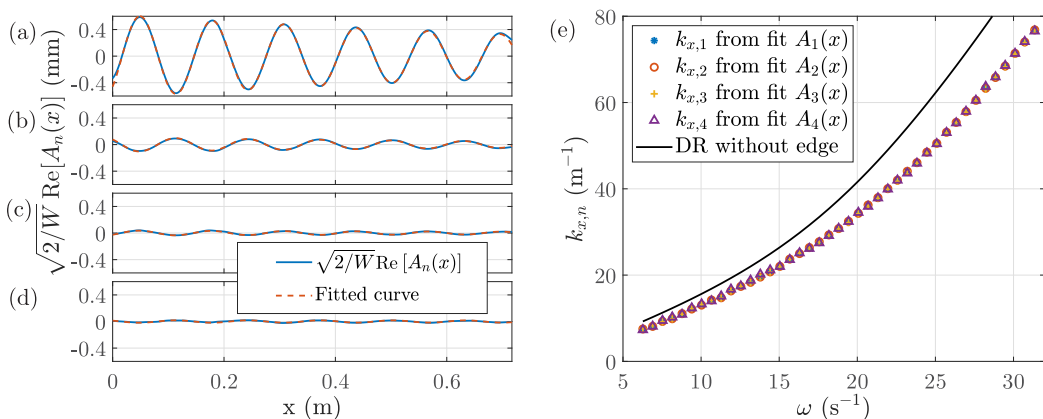 (a)
0.4
0
-0.4
(b)
0.4
0
-0.4
(c)
0.4
0
-0.4
(d)
0.4
0
-0.4
√2/W Re[A_n(x)] (mm)
√2/W Re [A_n(x)]
Fitted curve
0 0.2 0.4 0.6
x (m)
(e)
80
60
40
20
0
k_{x,n} (m⁻¹)
k_{x,1} from fit A_1(x)
k_{x,2} from fit A_2(x)
k_{x,3} from fit A_3(x)
k_{x,4} from fit A_4(x)
DR without edge
5 10 15 20 25 30
ω (s⁻¹)